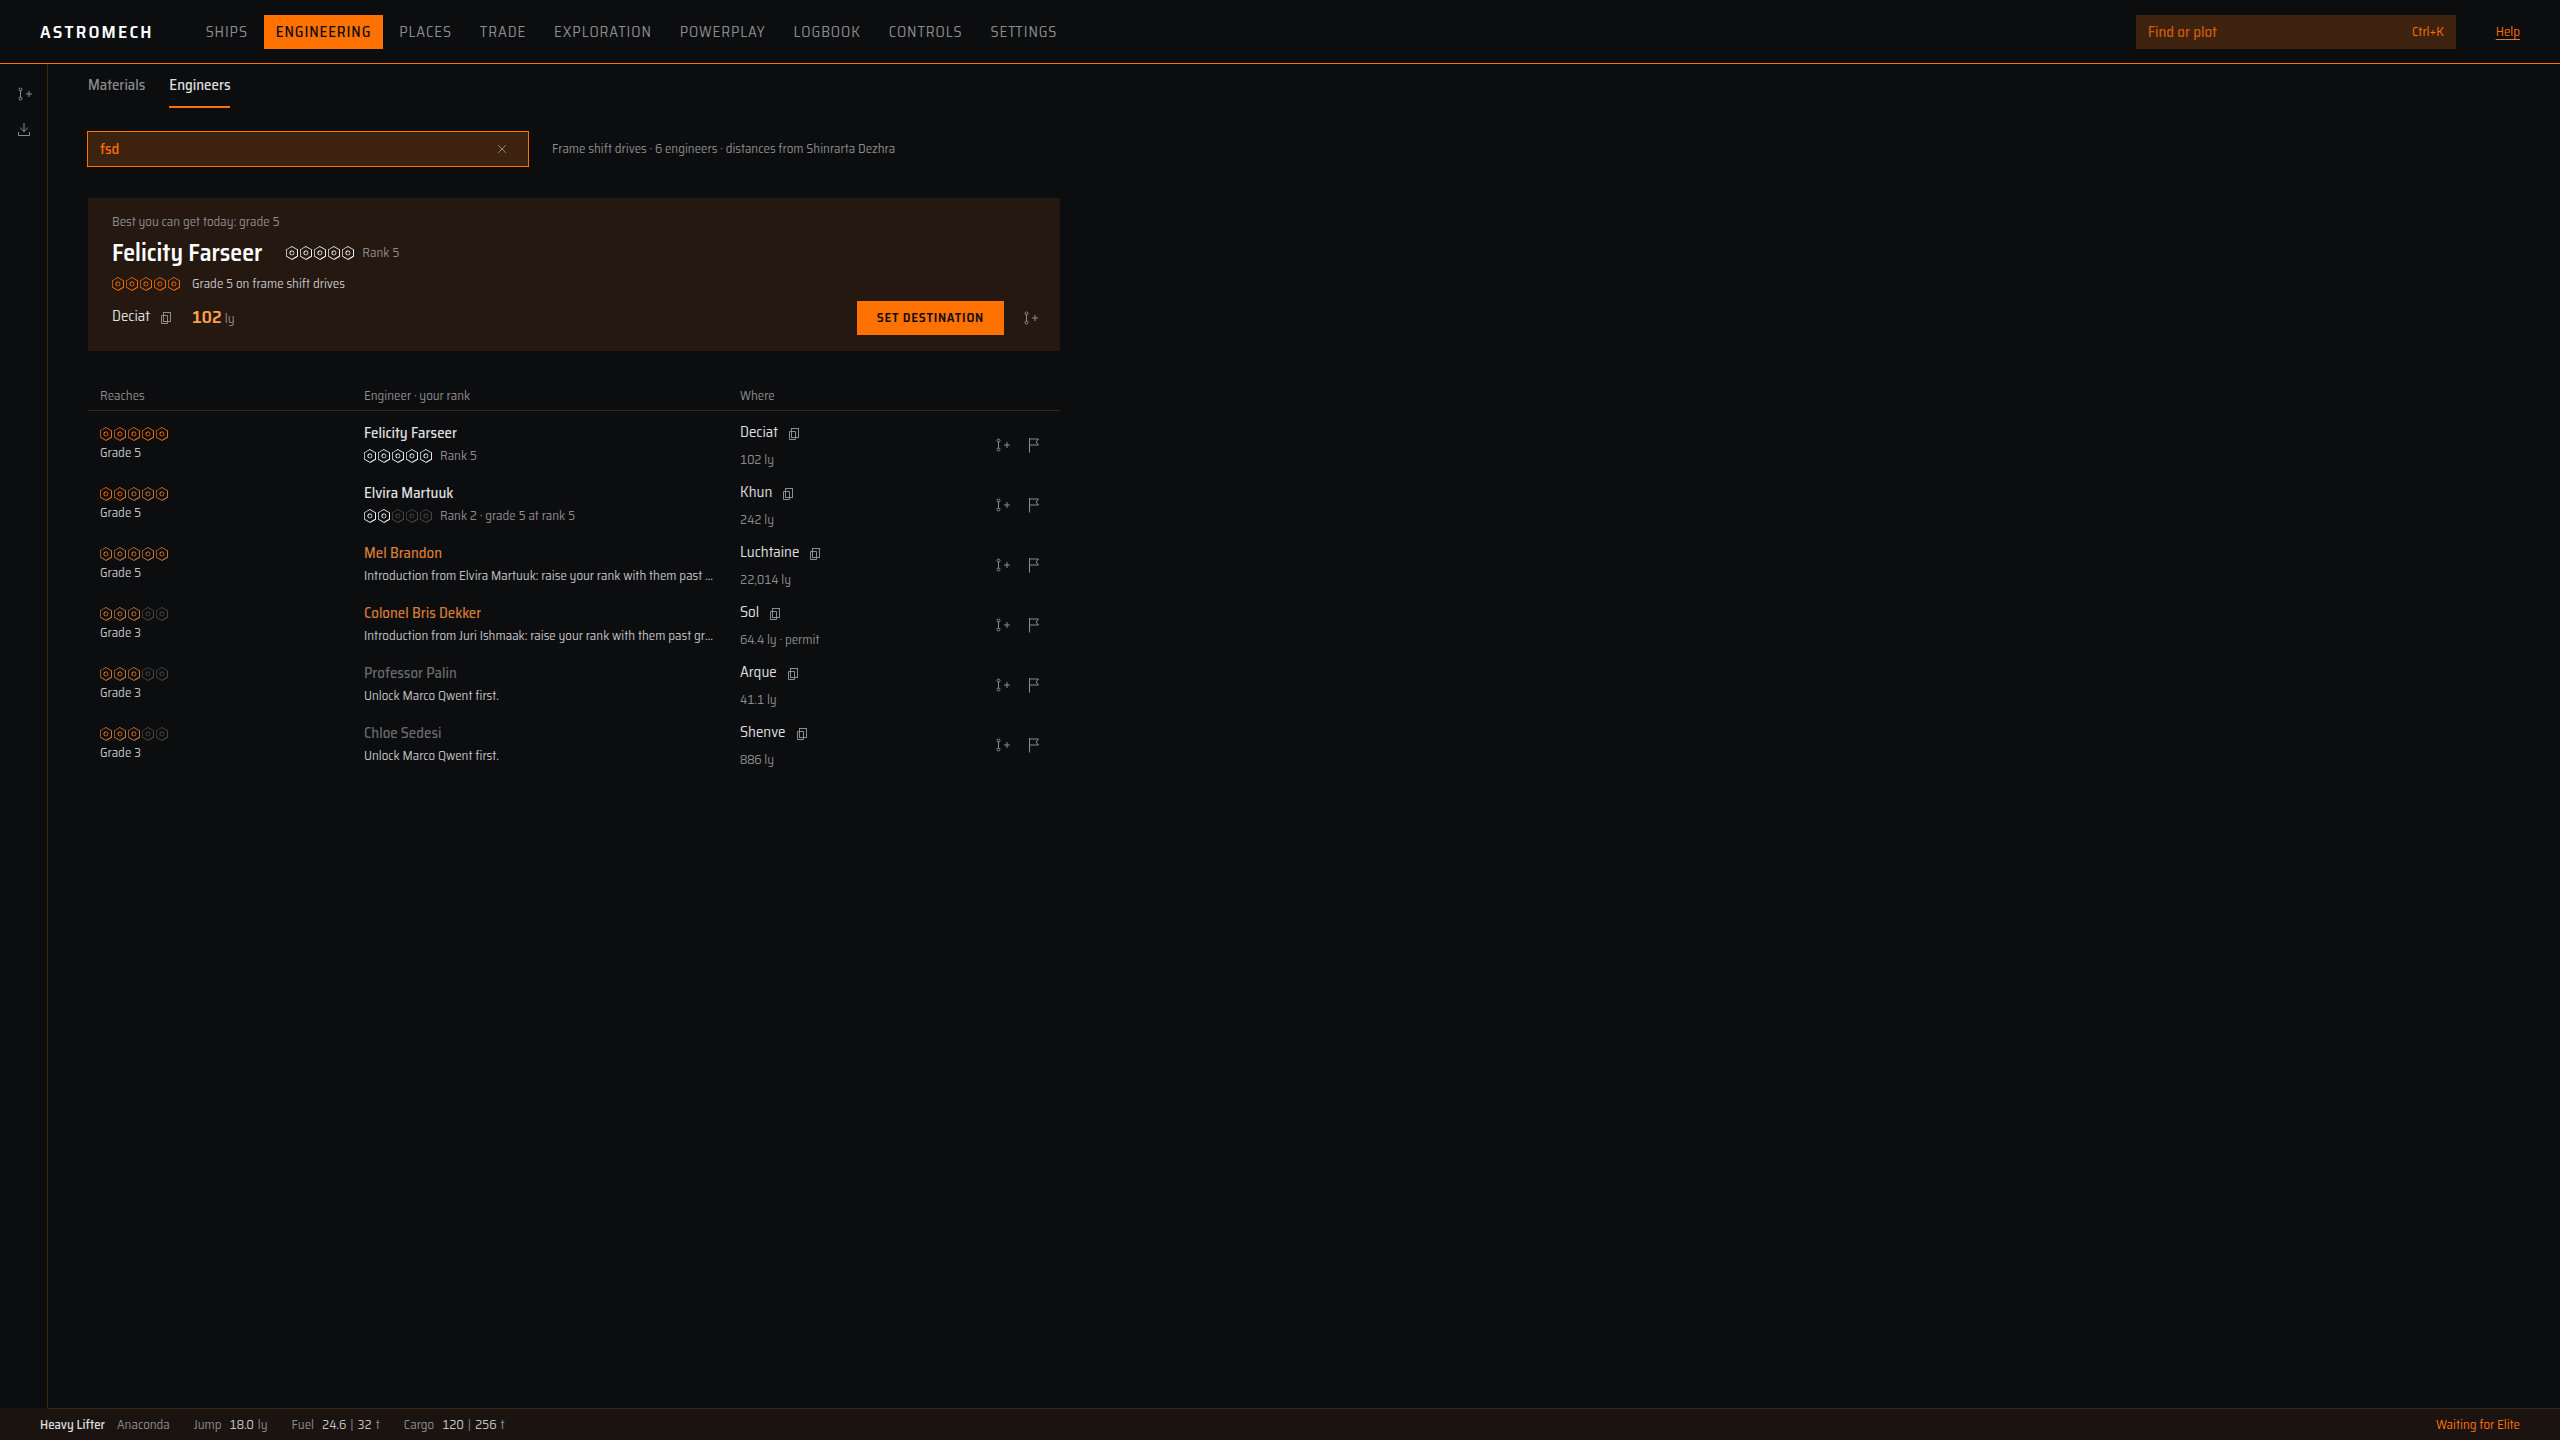 ASTROMECH SHIPS ENGINEERING PLACES TRADE EXPLORATION POWERPLAY LOGBOOK CONTROLS SETTINGS Find or plot Ctrl+K Help
Materials Engineers
fsd Frame shift drives · 6 engineers · distances from Shinrarta Dezhra
Best you can get today: grade 5
Felicity Farseer Rank 5
Grade 5 on frame shift drives
Deciat 102 ly SET DESTINATION
Reaches Engineer · your rank Where
Felicity Farseer Deciat
Grade 5 Rank 5 102 ly
Elvira Martuuk Khun
Grade 5 Rank 2 · grade 5 at rank 5 242 ly
Mel Brandon Luchtaine
Grade 5 Introduction from Elvira Martuuk: raise your rank with them past ... 22,014 ly
Colonel Bris Dekker Sol
Grade 3 Introduction from Juri Ishmaak: raise your rank with them past gr... 64.4 ly · permit
Professor Palin Arque
Grade 3 Unlock Marco Qwent first. 41.1 ly
Chloe Sedesi Shenve
Grade 3 Unlock Marco Qwent first. 886 ly
Heavy Lifter Anaconda Jump 18.0 ly Fuel 24.6 | 32 t Cargo 120 | 256 t Waiting for Elite